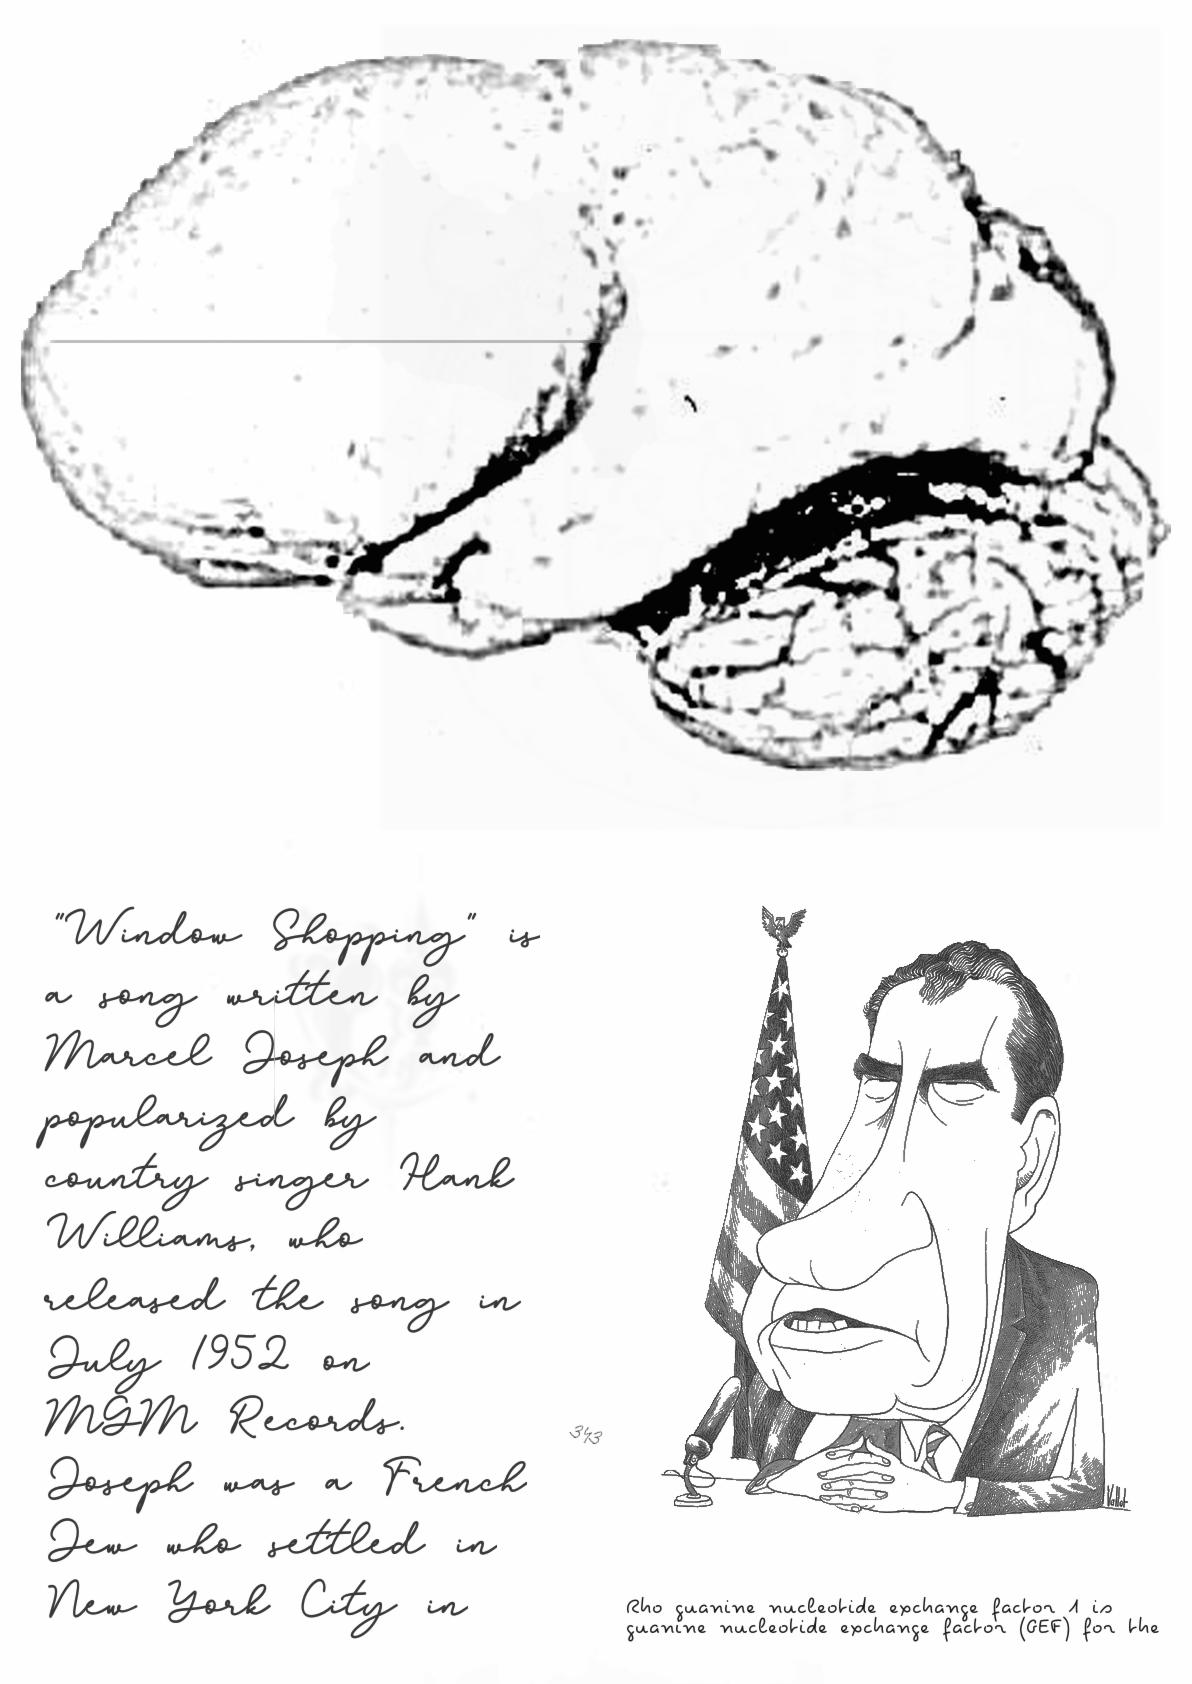 "Window Shopping" is
a song written by
Marcel Joseph and
popularized by
country singer Hank
Williams, who
released the song in
July 1952 on
MGM Records.
Joseph was a French
Jew who settled in
New York City in
343
Vallot
Rho guanine nucleotide exchange factor 1 is
guanine nucleotide exchange factor (GEF) for the